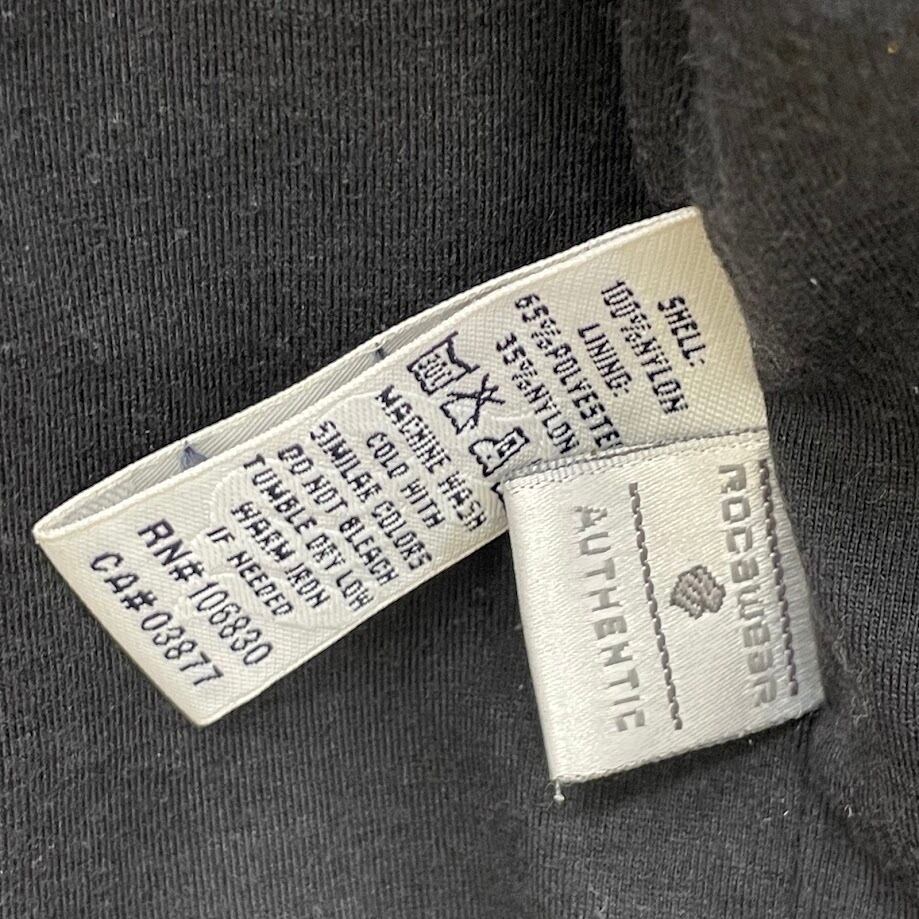 SHELL:
100%NYLON
LINING:
65%POLYESTER
35%NYLON
MACHINE WASH
COLD WITH
SIMILAR COLORS
DO NOT BLEACH
TUMBLE DRY LOW
WARM IRON
IF NEEDED
RN# 106830
CA# 03877
ROCAWEAR
AUTHENTIC